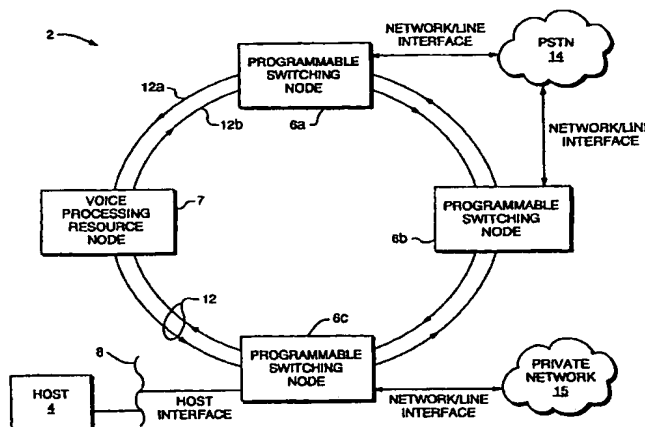 2
NETWORK/LINE
INTERFACE
PROGRAMMABLE
SWITCHING
NODE
6a
PSTN
14
12a
12b
NETWORK/LINE
INTERFACE
VOICE
PROCESSING
RESOURCE
NODE
7
PROGRAMMABLE
SWITCHING
NODE
6b
12
6c
8
PROGRAMMABLE
SWITCHING
NODE
HOST
4
HOST
INTERFACE
NETWORK/LINE
INTERFACE
PRIVATE
NETWORK
15